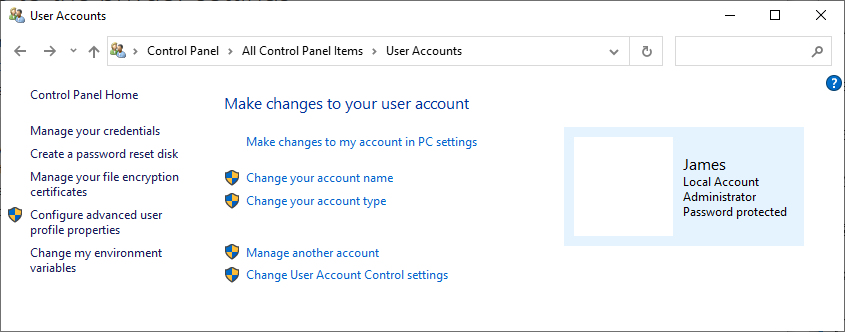 User Accounts
Control Panel > All Control Panel Items > User Accounts
?
Control Panel Home
Manage your credentials
Create a password reset disk
Manage your file encryption
certificates
Configure advanced user
profile properties
Change my environment
variables
Make changes to your user account
Make changes to my account in PC settings
Change your account name
Change your account type
Manage another account
Change User Account Control settings
James
Local Account
Administrator
Password protected